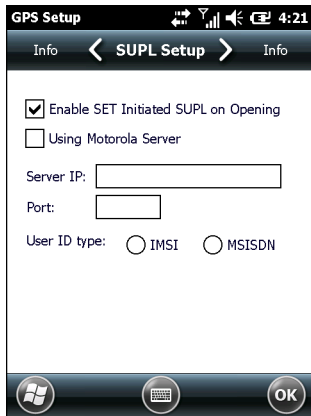 GPS Setup 4:21
Info SUPL Setup Info
Enable SET Initiated SUPL on Opening
Using Motorola Server
Server IP:
Port:
User ID type: IMSI MSISDN
OK